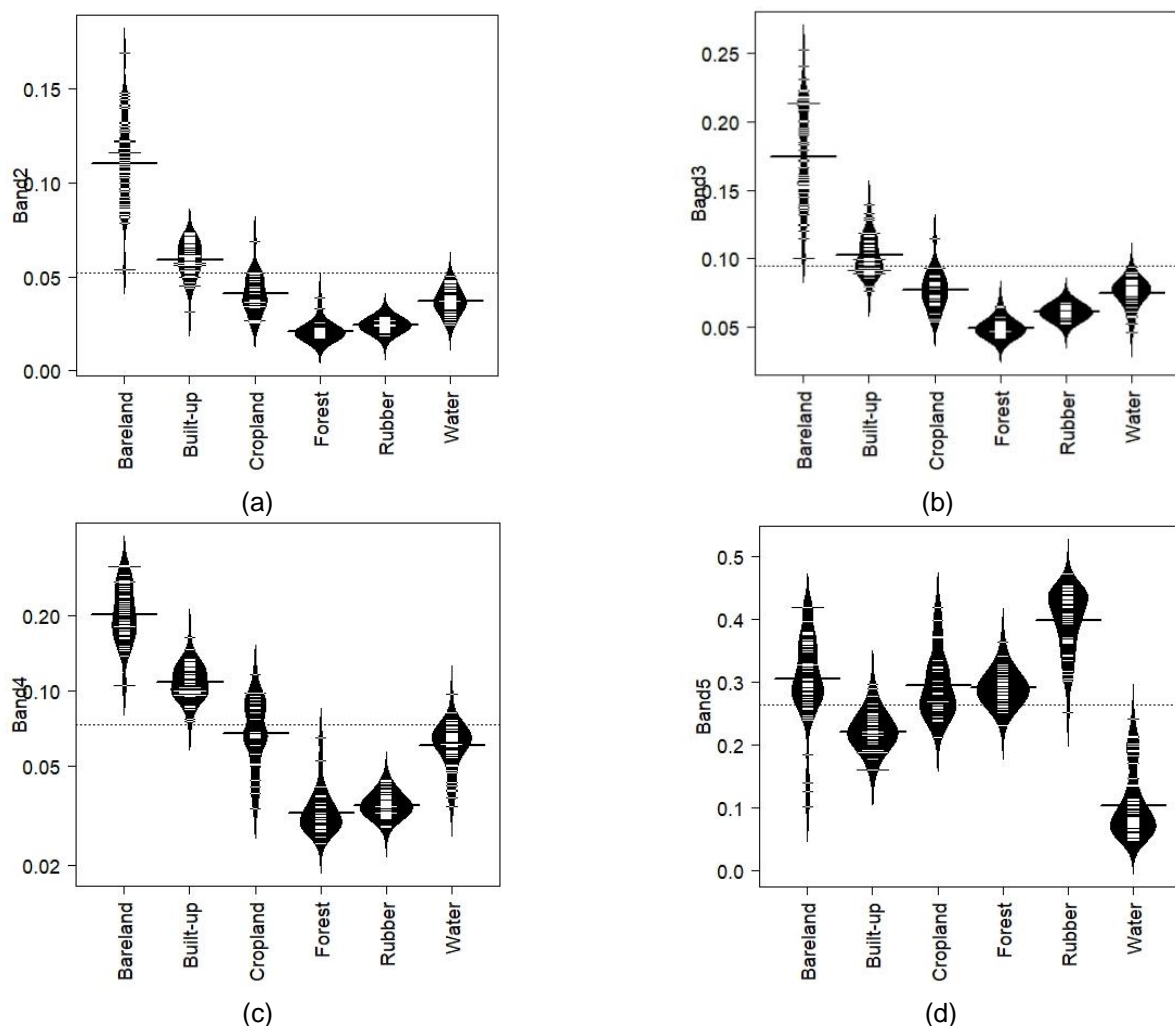 Band2
0.15
0.10
0.05
0.00
Bareland
Built-up
Cropland
Forest
Rubber
Water
(a)
Band3
0.25
0.20
0.15
0.10
0.05
Bareland
Built-up
Cropland
Forest
Rubber
Water
(b)
Band4
0.20
0.10
0.05
0.02
Bareland
Built-up
Cropland
Forest
Rubber
Water
(c)
Band5
0.5
0.4
0.3
0.2
0.1
0.0
Bareland
Built-up
Cropland
Forest
Rubber
Water
(d)